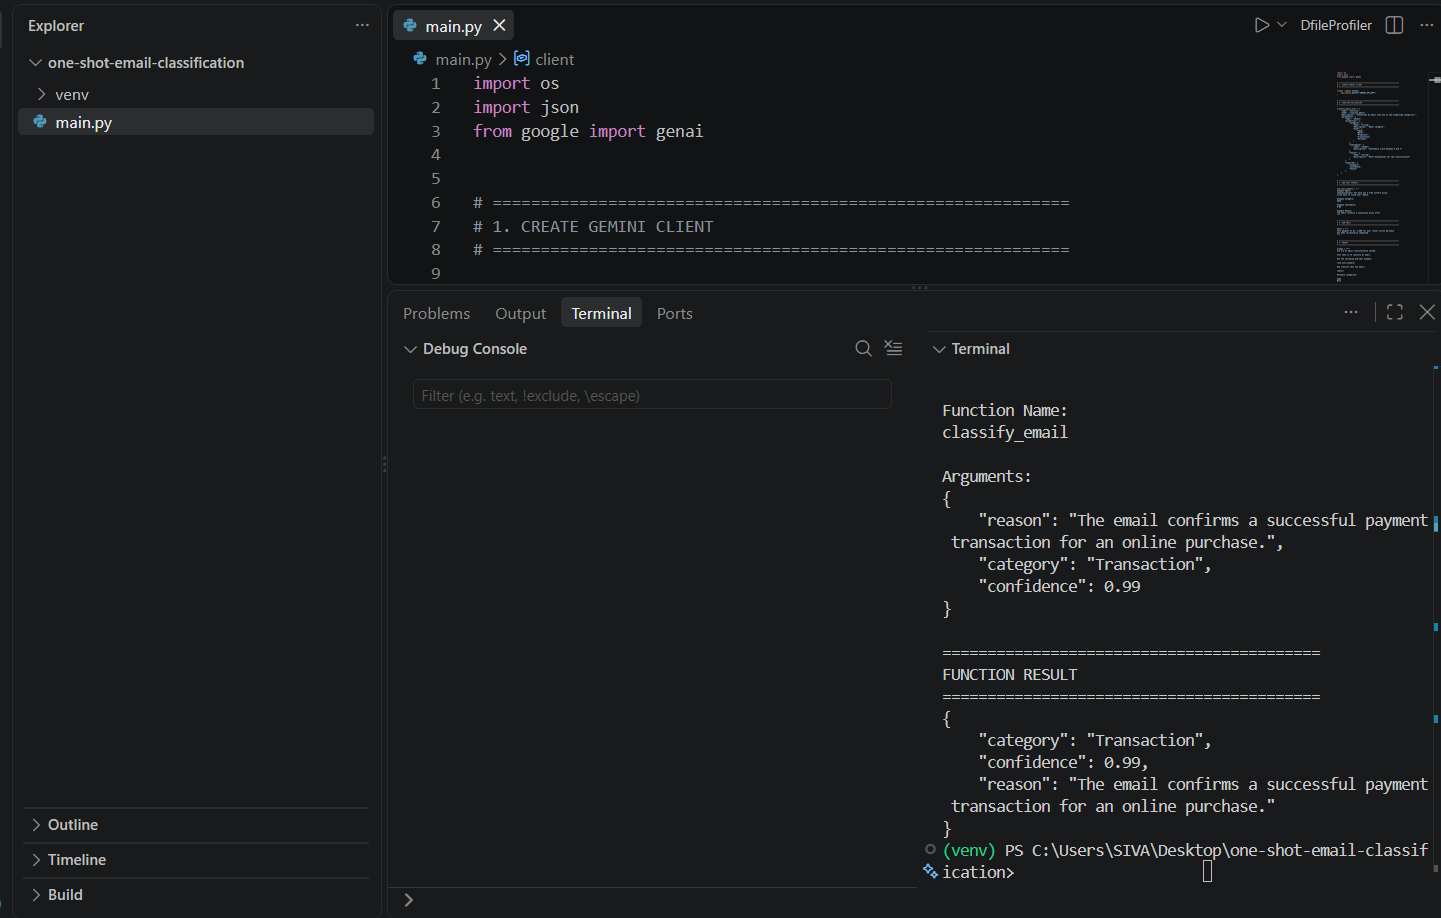 Explorer
one-shot-email-classification
venv
main.py
Outline
Timeline
Build
main.py
DfileProfiler
main.py > client
1 import os
2 import json
3 from google import genai
4
5
6 # ==========================================================
7 # 1. CREATE GEMINI CLIENT
8 # ==========================================================
9
Problems Output Terminal Ports
Debug Console
Filter (e.g. text, !exclude, \escape)
Terminal
Function Name:
classify_email
Arguments:
{
"reason": "The email confirms a successful payment
transaction for an online purchase.",
"category": "Transaction",
"confidence": 0.99
}
==========================================
FUNCTION RESULT
==========================================
{
"category": "Transaction",
"confidence": 0.99,
"reason": "The email confirms a successful payment
transaction for an online purchase."
}
(venv) PS C:\Users\SIVA\Desktop\one-shot-email-classif
ication>